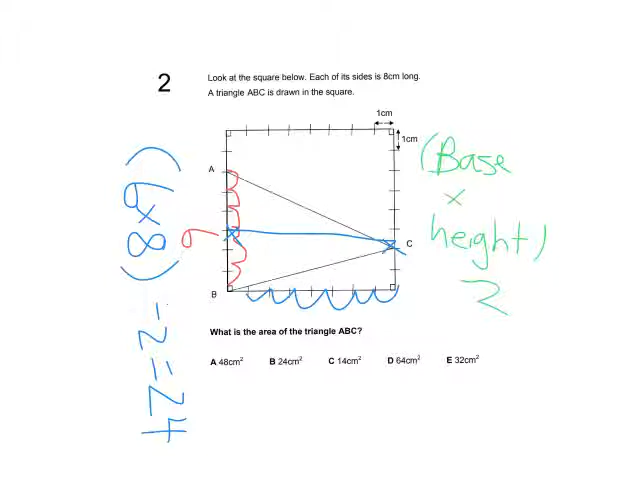 2
Look at the square below. Each of its sides is 8cm long.
A triangle ABC is drawn in the square.
1cm
1cm
A
B
C
6
(Base
x
height)
2
(6x8) -2=24
What is the area of the triangle ABC?
A 48cm² B 24cm² C 14cm² D 64cm² E 32cm²